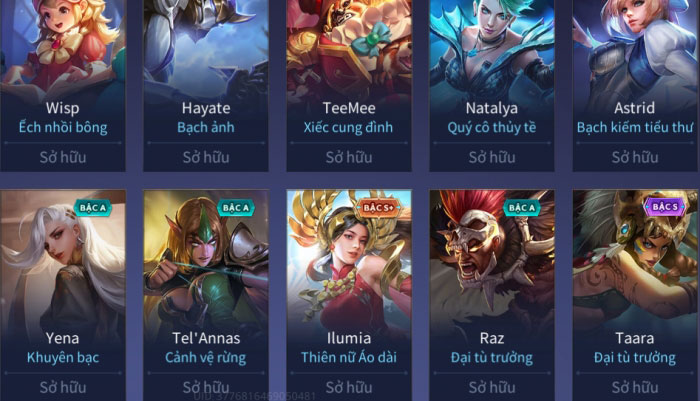 Wisp Hayate TeeMee Natalya Astrid
Ếch nhồi bông Bạch ảnh Xiếc cung đình Quý cô thủy tề Bạch kiếm tiểu thư
Sở hữu Sở hữu Sở hữu Sở hữu Sở hữu
BẬC A BẬC A BẬC S+ BẬC A BẬC S
Yena Tel'Annas Ilumia Raz Taara
Khuyên bạc Cảnh vệ rừng Thiên nữ Áo dài Đại tù trưởng Đại tù trưởng
Sở hữu Sở hữu Sở hữu Sở hữu Sở hữu
UID: 3776816469050481